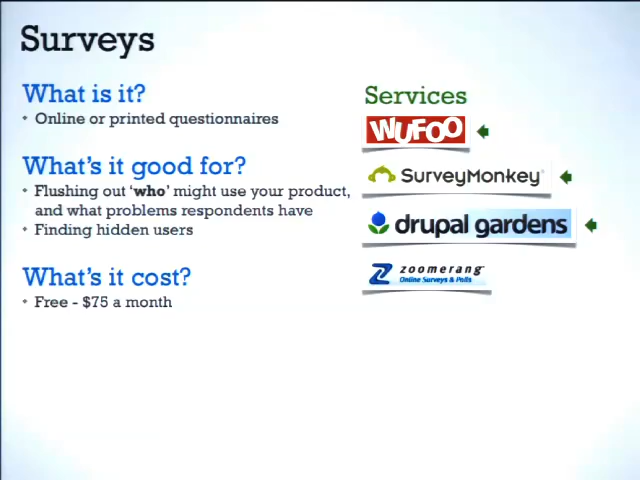 Surveys
What is it?
• Online or printed questionnaires
What's it good for?
• Flushing out 'who' might use your product,
and what problems respondents have
• Finding hidden users
What's it cost?
• Free - $75 a month
Services
WUFOO
SurveyMonkey
drupal gardens
zoomerang
Online Surveys & Polls